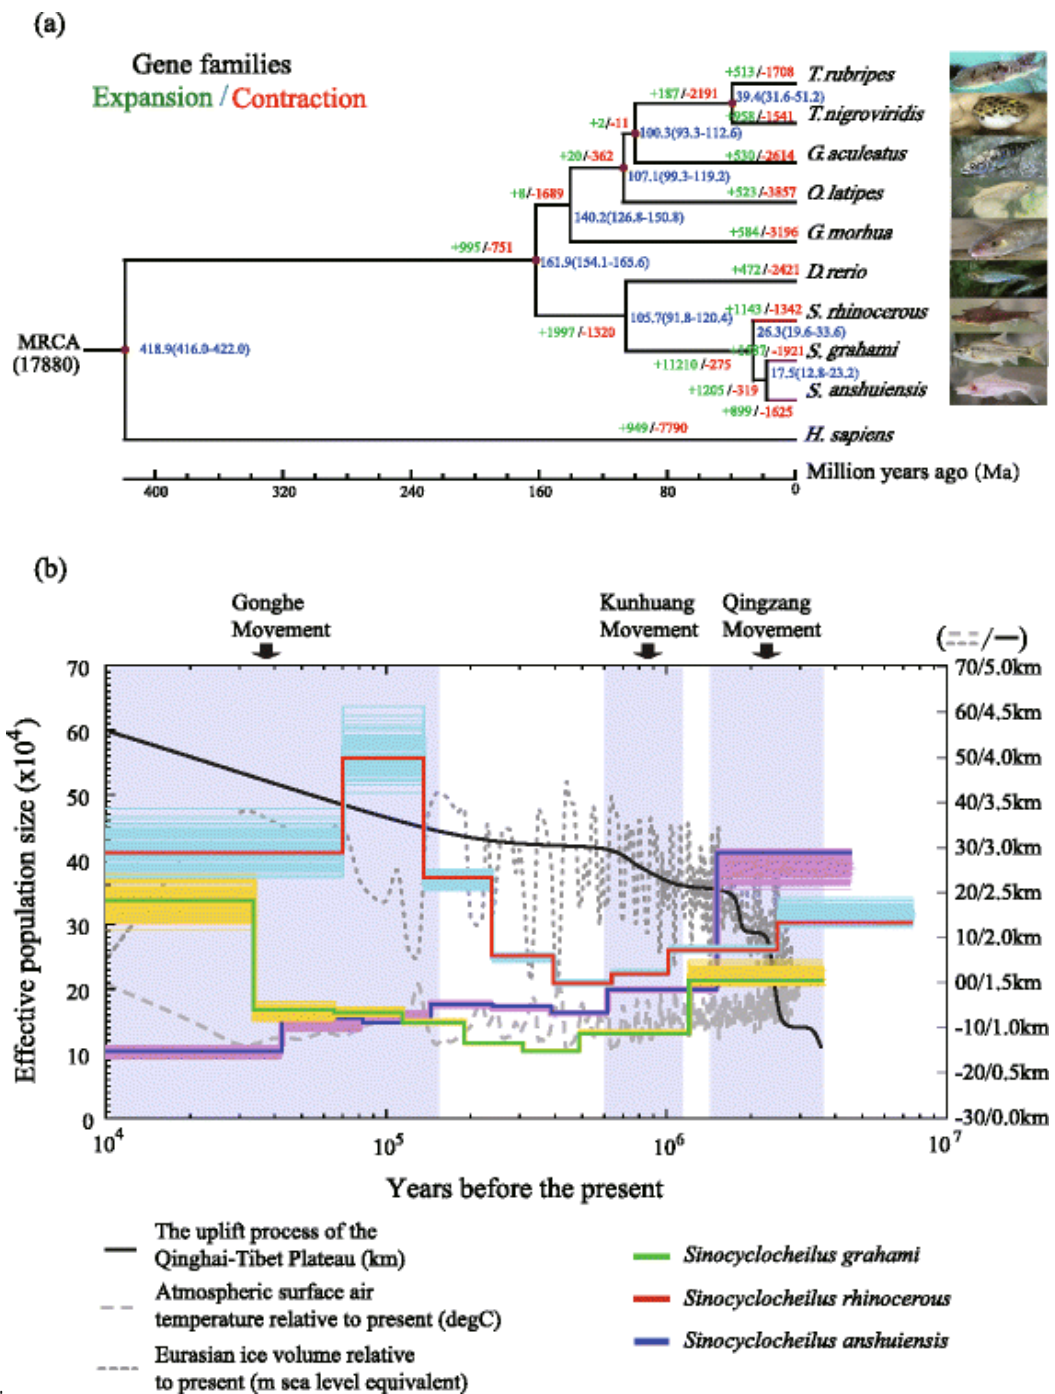 (a)
Gene families
Expansion / Contraction
+513/-1708
T. rubripes
+187/-2191
39.4(31.6-51.2)
+958/-1541
T. nigroviridis
+2/-11
100.3(93.3-112.6)
+530/-2614
G. aculeatus
+20/-362
107.1(99.3-119.2)
+523/-3857
O. latipes
+8/-1689
140.2(126.8-150.8)
+584/-3196
G. morhua
+995/-751
161.9(154.1-165.6)
+472/-2421
D. rerio
+1143/-1342
S. rhinocerous
105.7(91.8-120.4)
26.3(19.6-33.6)
+1997/-1320
MRCA
(17880)
418.9(416.0-422.0)
-1921
S. grahami
+11210/-275
17.5(12.8-23.2)
+1205/-319
S. anshuiensis
+899/-1625
+949/-7790
H. sapiens
400 320 240 160 80 0
Million years ago (Ma)
(b)
Gonghe
Movement
Kunhuang
Movement
Qingzang
Movement
70
60
50
40
30
20
10
0
Effective population size (x10⁴)
70/5.0km
60/4.5km
50/4.0km
40/3.5km
30/3.0km
20/2.5km
10/2.0km
00/1.5km
-10/1.0km
-20/0.5km
-30/0.0km
10⁴ 10⁵ 10⁶ 10⁷
Years before the present
The uplift process of the
Qinghai-Tibet Plateau (km)
Atmospheric surface air
temperature relative to present (degC)
Eurasian ice volume relative
to present (m sea level equivalent)
Sinocyclocheilus grahami
Sinocyclocheilus rhinocerous
Sinocyclocheilus anshuiensis